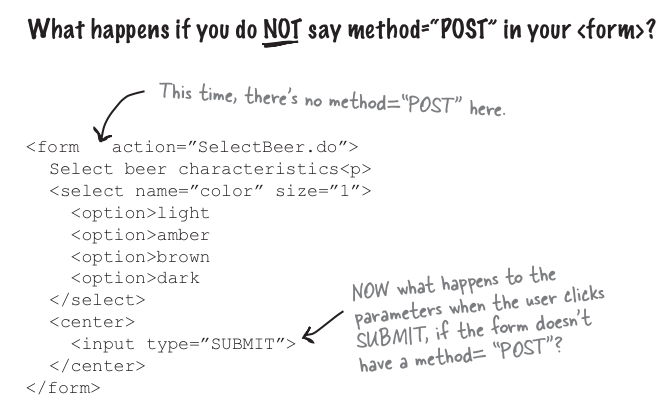 What happens if you do NOT say method=“POST” in your <form>?
This time, there's no method=“POST” here.
<form   action=”SelectBeer.do”>
  Select beer characteristics<p>
  <select name=”color” size=”1”>
    <option>light
    <option>amber
    <option>brown
    <option>dark
  </select>
  <center>
    <input type=”SUBMIT”>
  </center>
</form>
NOW what happens to the
parameters when the user clicks
SUBMIT, if the form doesn't
have a method= “POST”?